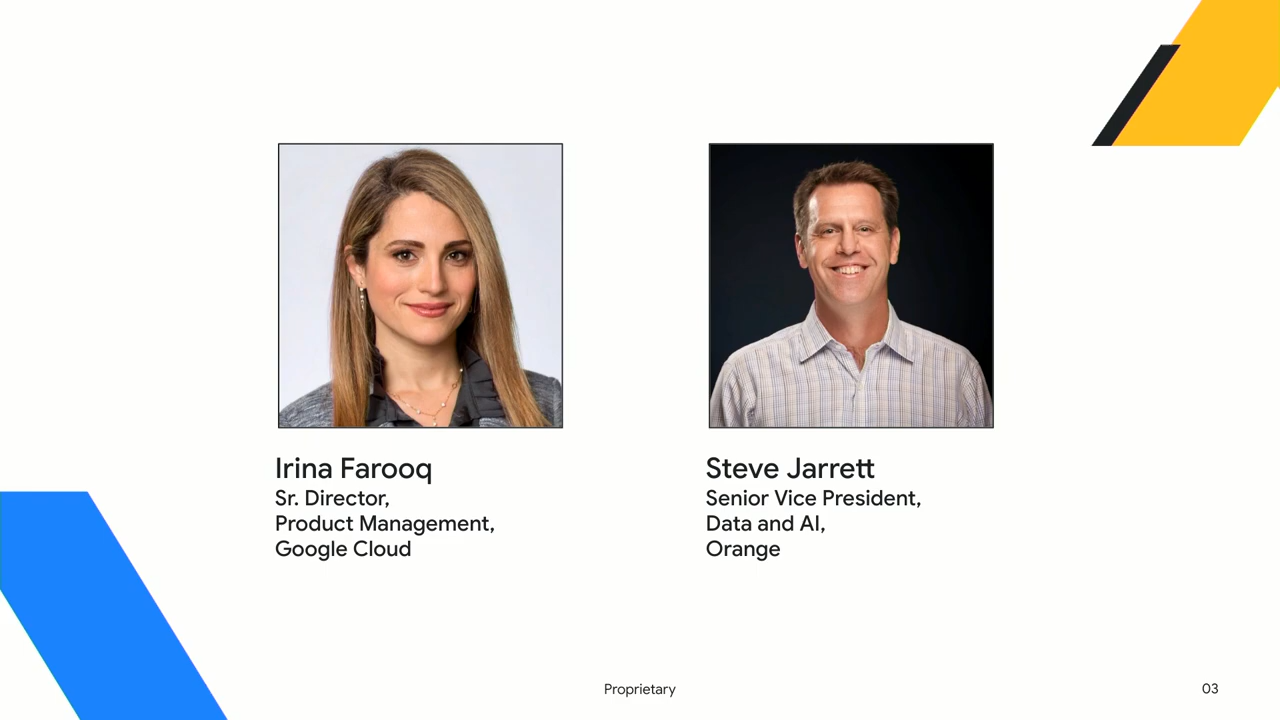 Irina Farooq
Sr. Director,
Product Management,
Google Cloud
Steve Jarrett
Senior Vice President,
Data and AI,
Orange
Proprietary
03